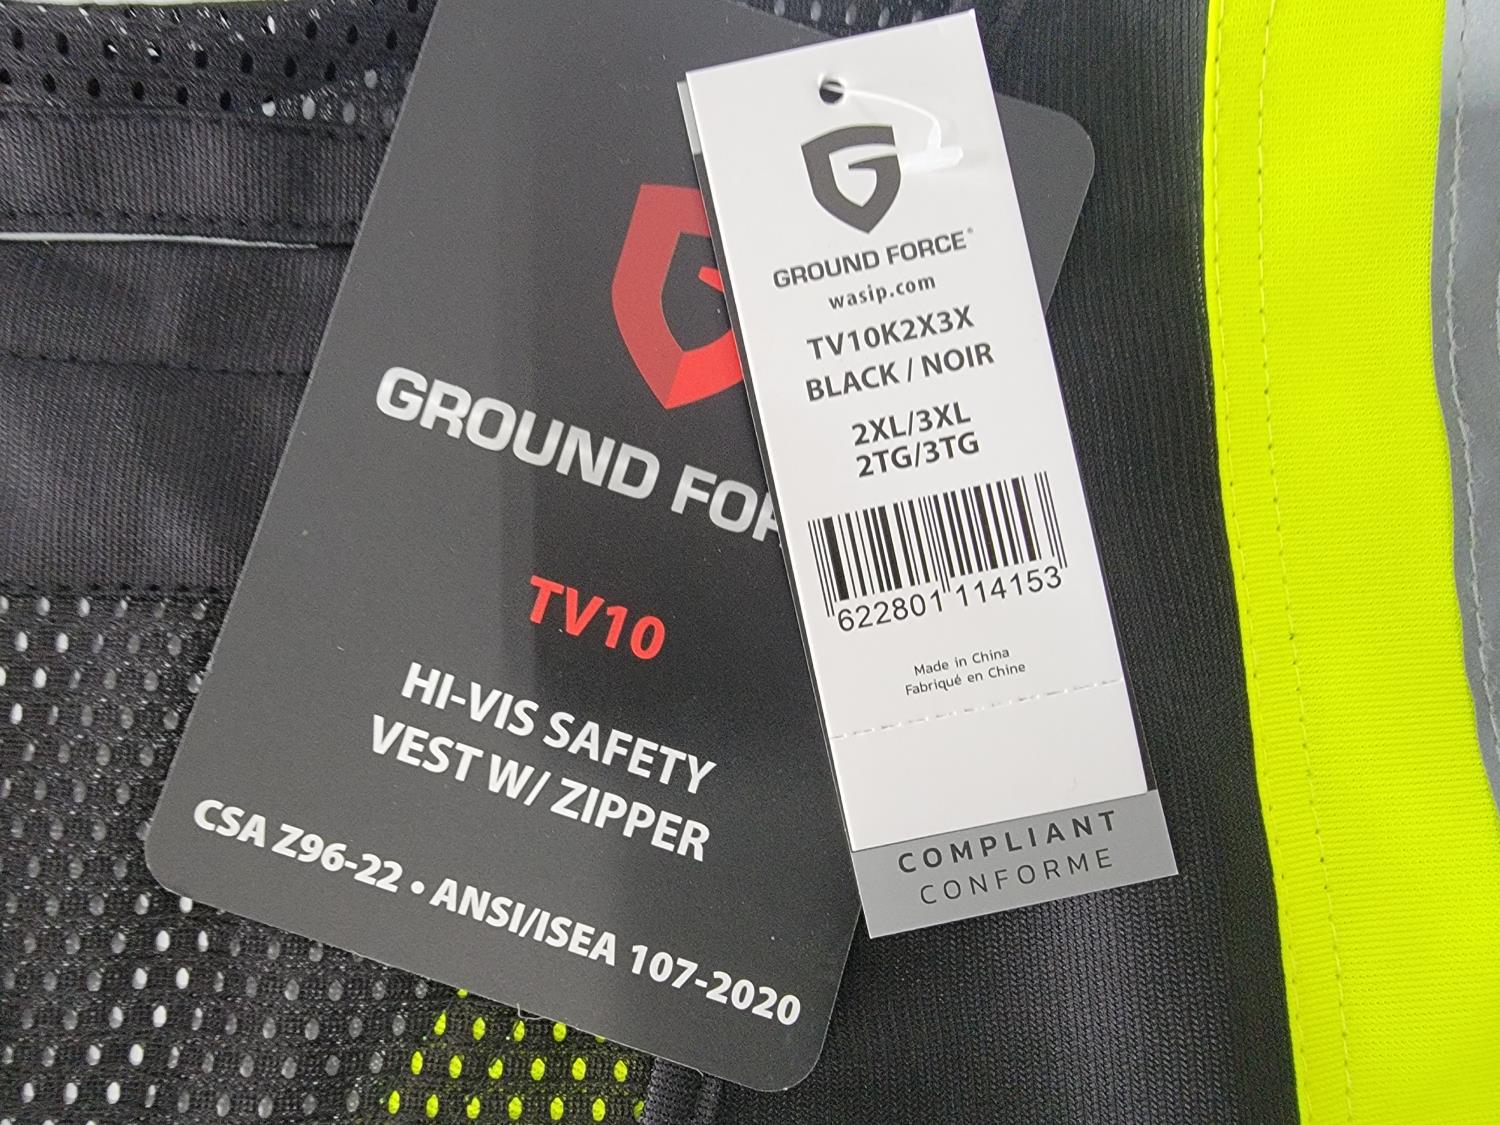 GROUND FOR
TV10
HI-VIS SAFETY
VEST W/ ZIPPER
CSA Z96-22 • ANSI/ISEA 107-2020
GROUND FORCE®
wasip.com
TV10K2X3X
BLACK / NOIR
2XL/3XL
2TG/3TG
622801 114153
Made in China
Fabriqué en Chine
COMPLIANT
CONFORME